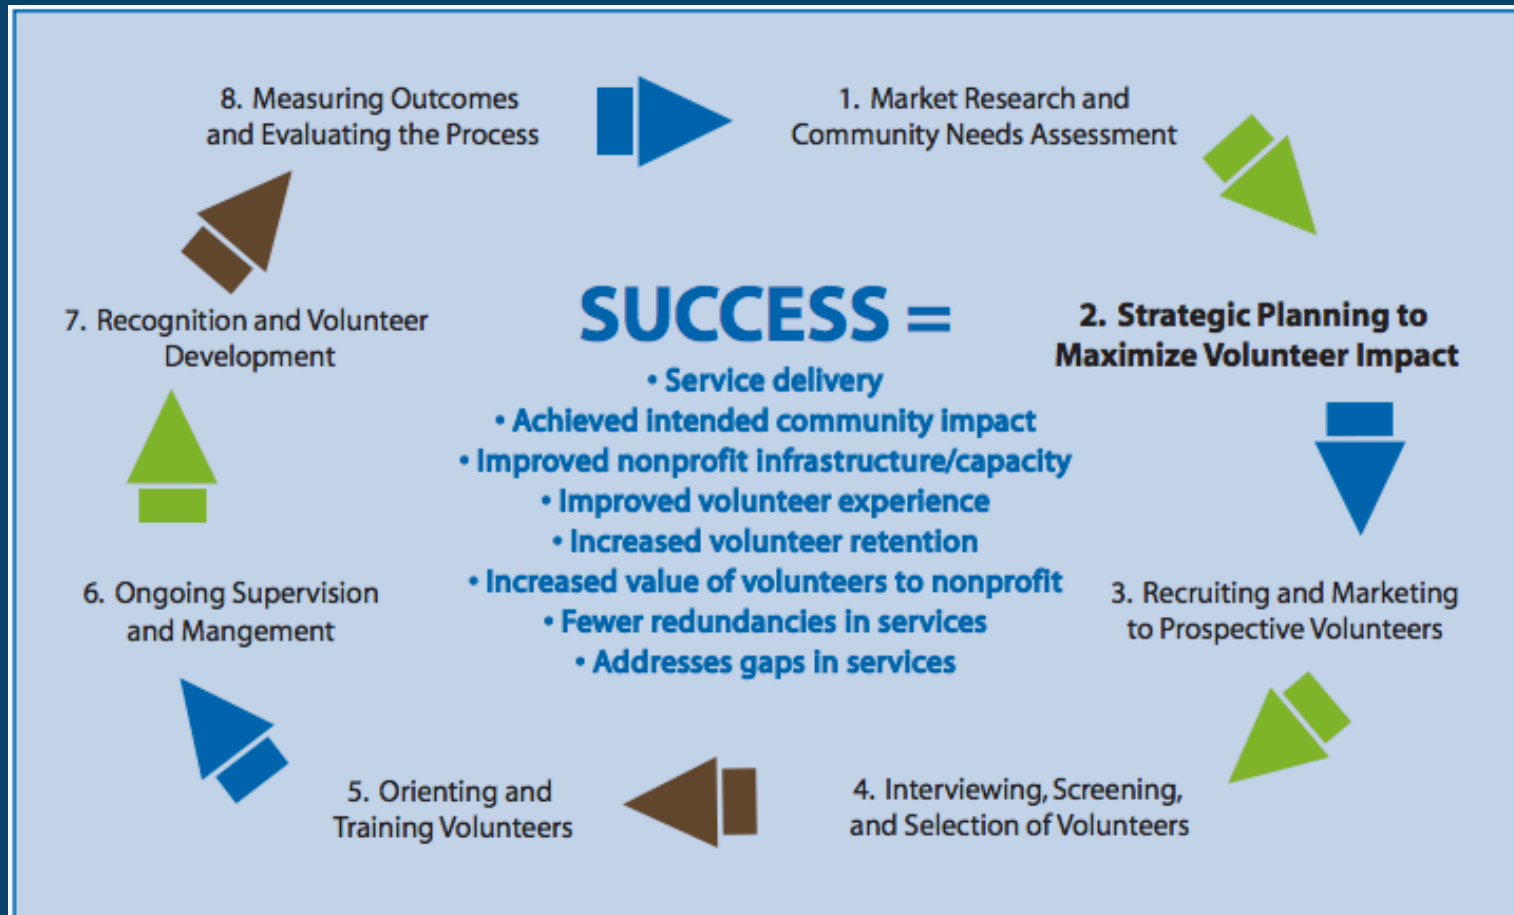 8. Measuring Outcomes
and Evaluating the Process
1. Market Research and
Community Needs Assessment
7. Recognition and Volunteer
Development
SUCCESS =
• Service delivery
• Achieved intended community impact
• Improved nonprofit infrastructure/capacity
• Improved volunteer experience
• Increased volunteer retention
• Increased value of volunteers to nonprofit
• Fewer redundancies in services
• Addresses gaps in services
2. Strategic Planning to
Maximize Volunteer Impact
6. Ongoing Supervision
and Mangement
3. Recruiting and Marketing
to Prospective Volunteers
5. Orienting and
Training Volunteers
4. Interviewing, Screening,
and Selection of Volunteers